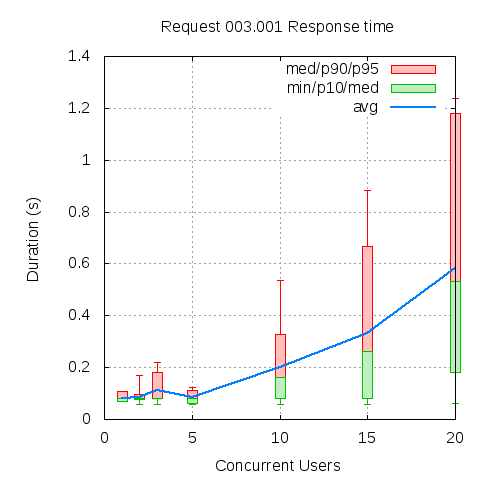 Request 003.001 Response time
med/p90/p95
min/p10/med
avg
1.4
1.2
1
0.8
0.6
0.4
0.2
0
Duration (s)
0 5 10 15 20
Concurrent Users